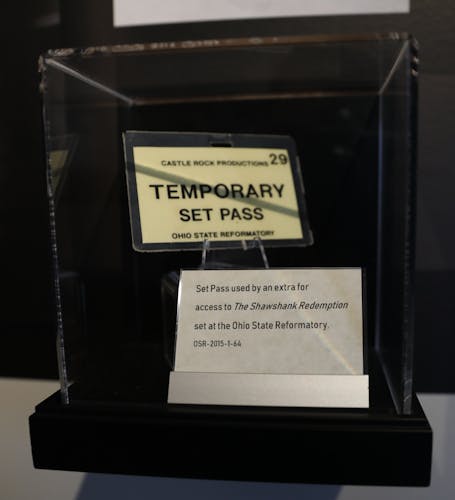 CASTLE ROCK PRODUCTIONS 29
TEMPORARY
SET PASS
OHIO STATE REFORMATORY
Set Pass used by an extra for
access to The Shawshank Redemption
set at the Ohio State Reformatory.
OSR-2015-1-64